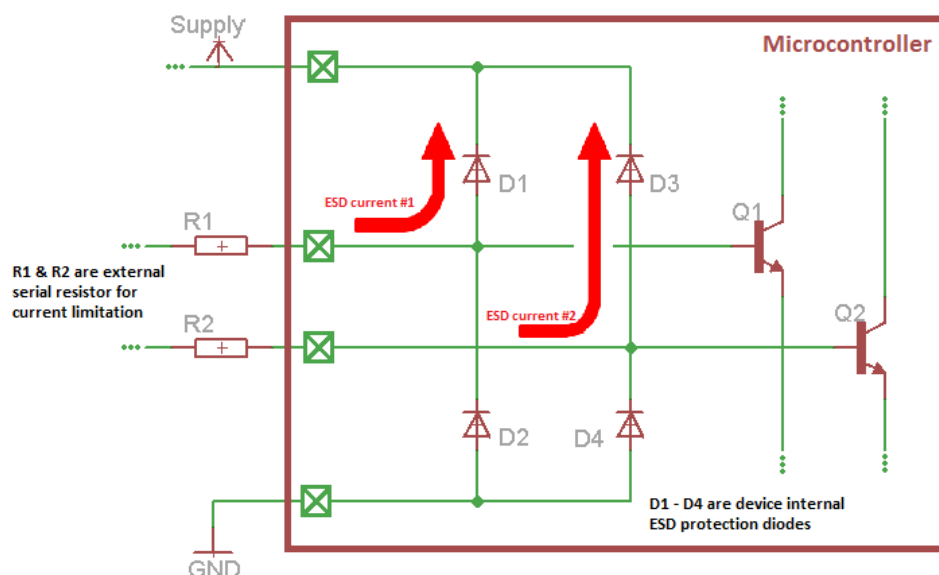 Supply
Microcontroller
D1
D3
ESD current #1
Q1
R1
R1 & R2 are external
serial resistor for
current limitation
ESD current #2
R2
Q2
D2
D4
D1 - D4 are device internal
ESD protection diodes
GND